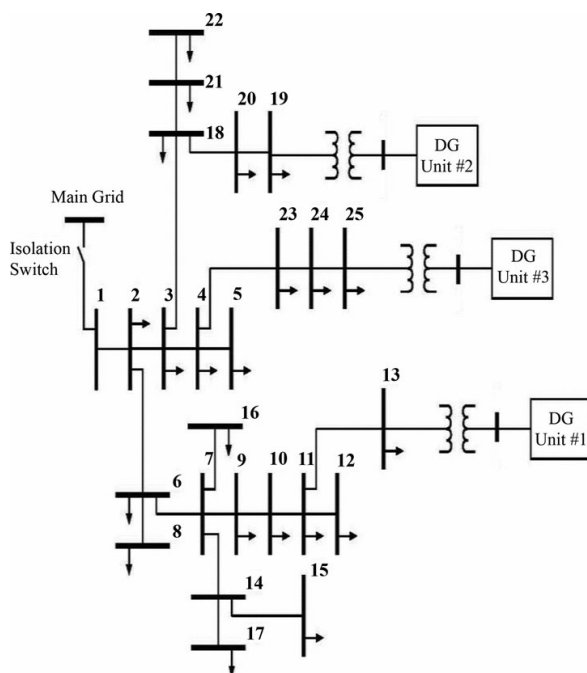 22
21
20 19
18
DG
Unit #2
Main Grid
23 24 25
Isolation
Switch
DG
Unit #3
1 2 3 4 5
13
16
DG
Unit #1
6 7 9 10 11 12
8
15
14
17